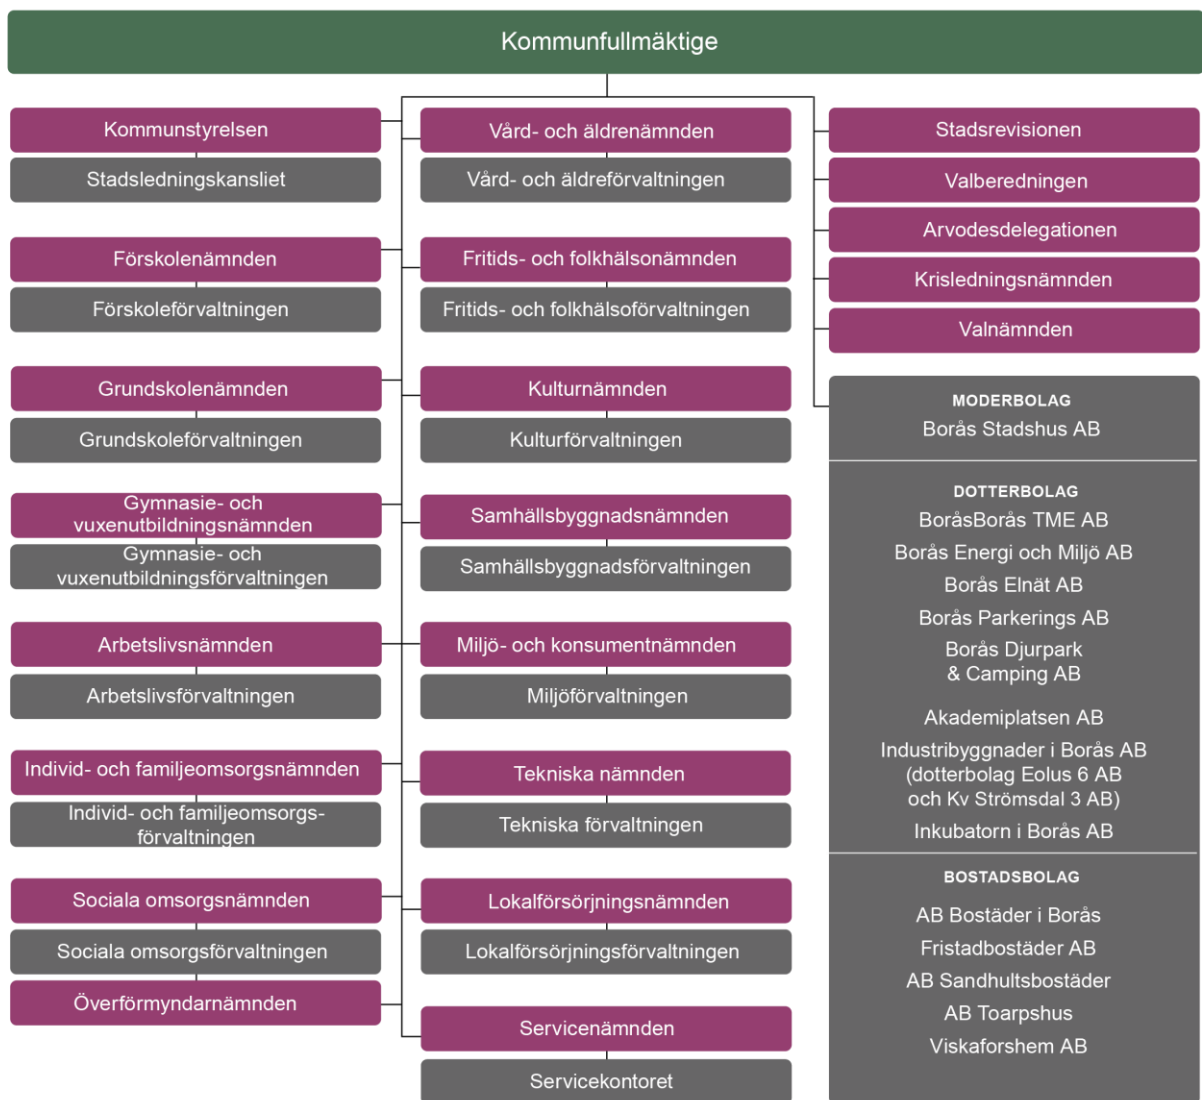 Kommunfullmäktige
Kommunstyrelsen
Stadsledningskansliet
Förskolenämnden
Förskoleförvaltningen
Grundskolenämnden
Grundskoleförvaltningen
Gymnasie- och
vuxenutbildningsnämnden
Gymnasie- och
vuxenutbildningsförvaltningen
Arbetslivsnämnden
Arbetslivsförvaltningen
Individ- och familjeomsorgsnämnden
Individ- och familjeomsorgs-
förvaltningen
Sociala omsorgsnämnden
Sociala omsorgsförvaltningen
Överförmyndarnämnden
Vård- och äldrenämnden
Vård- och äldreförvaltningen
Fritids- och folkhälsonämnden
Fritids- och folkhälsoförvaltningen
Kulturnämnden
Kulturförvaltningen
Samhällsbyggnadsnämnden
Samhällsbyggnadsförvaltningen
Miljö- och konsumentnämnden
Miljöförvaltningen
Tekniska nämnden
Tekniska förvaltningen
Lokalförsörjningsnämnden
Lokalförsörjningsförvaltningen
Servicenämnden
Servicekontoret
Stadsrevisionen
Valberedningen
Arvodesdelegationen
Krisledningsnämnden
Valnämnden
MODERBOLAG
Borås Stadshus AB
DOTTERBOLAG
BoråsBorås TME AB
Borås Energi och Miljö AB
Borås Elnät AB
Borås Parkerings AB
Borås Djurpark
& Camping AB
Akademiplatsen AB
Industribyggnader i Borås AB
(dotterbolag Eolus 6 AB
och Kv Strömsdal 3 AB)
Inkubatorn i Borås AB
BOSTADSBOLAG
AB Bostäder i Borås
Fristadbostäder AB
AB Sandhultsbostäder
AB Toarpshus
Viskaforshem AB